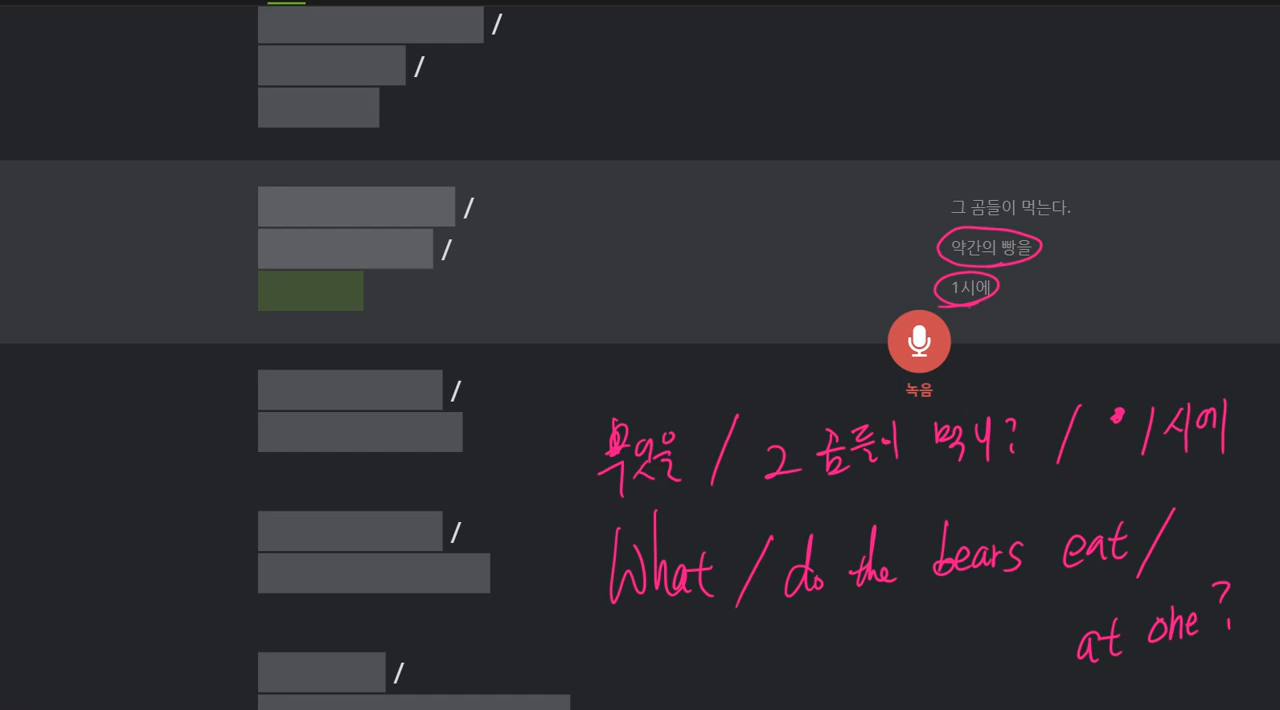 /
/
/
그 곰들이 먹는다.
/
약간의 빵을
1시에
녹음
/
무엇을 / 그 곰들이 먹니? / 1시에
/
What / do the bears eat /
at one?
/